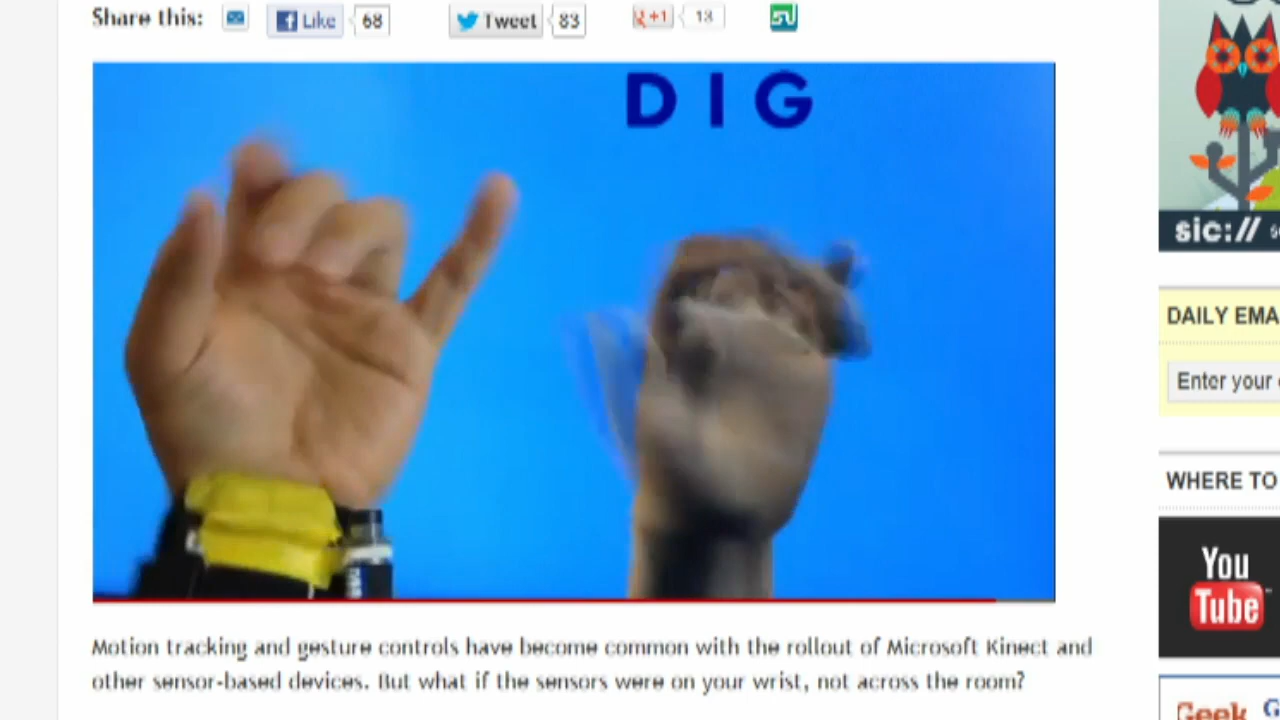 Share this: Like 68 Tweet 83 +1 13
D I G
sic://
DAILY EMA
Enter your
WHERE TO
You
Tube
Motion tracking and gesture controls have become common with the rollout of Microsoft Kinect and
other sensor-based devices. But what if the sensors were on your wrist, not across the room?
Geek G